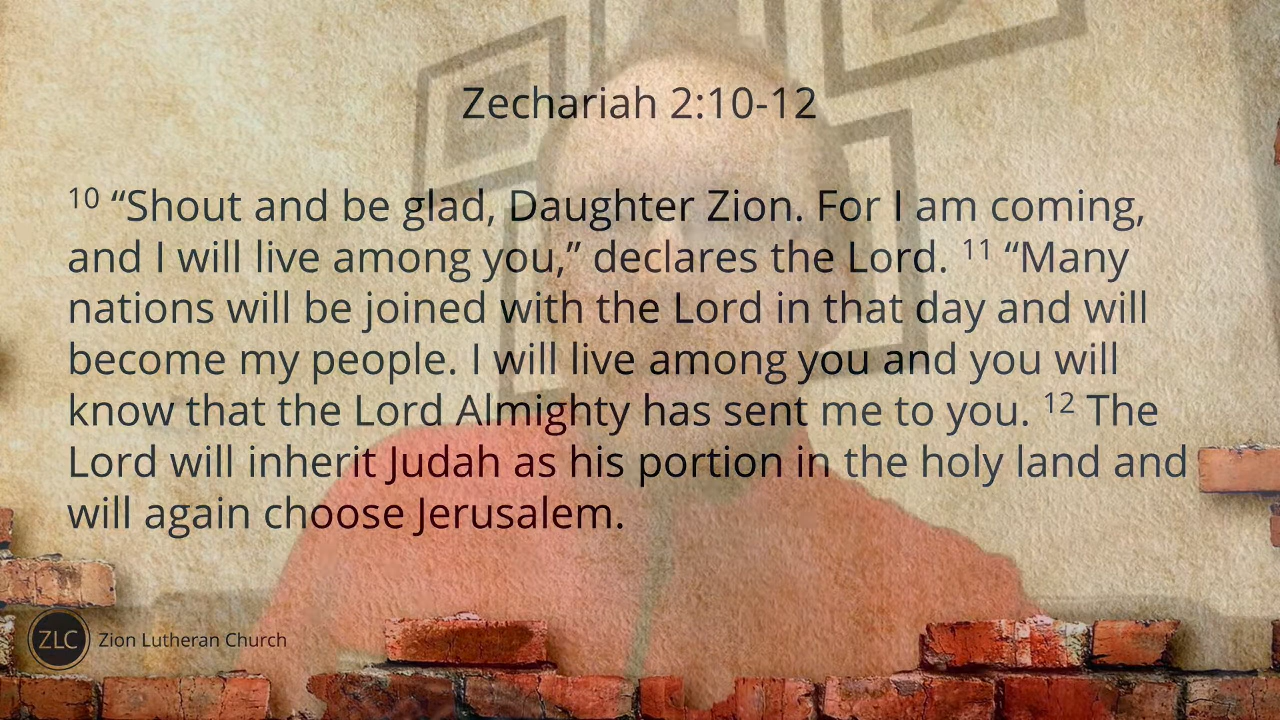 Zechariah 2:10-12
10 “Shout and be glad, Daughter Zion. For I am coming,
and I will live among you,” declares the Lord. 11 “Many
nations will be joined with the Lord in that day and will
become my people. I will live among you and you will
know that the Lord Almighty has sent me to you. 12 The
Lord will inherit Judah as his portion in the holy land and
will again choose Jerusalem.
ZLC Zion Lutheran Church